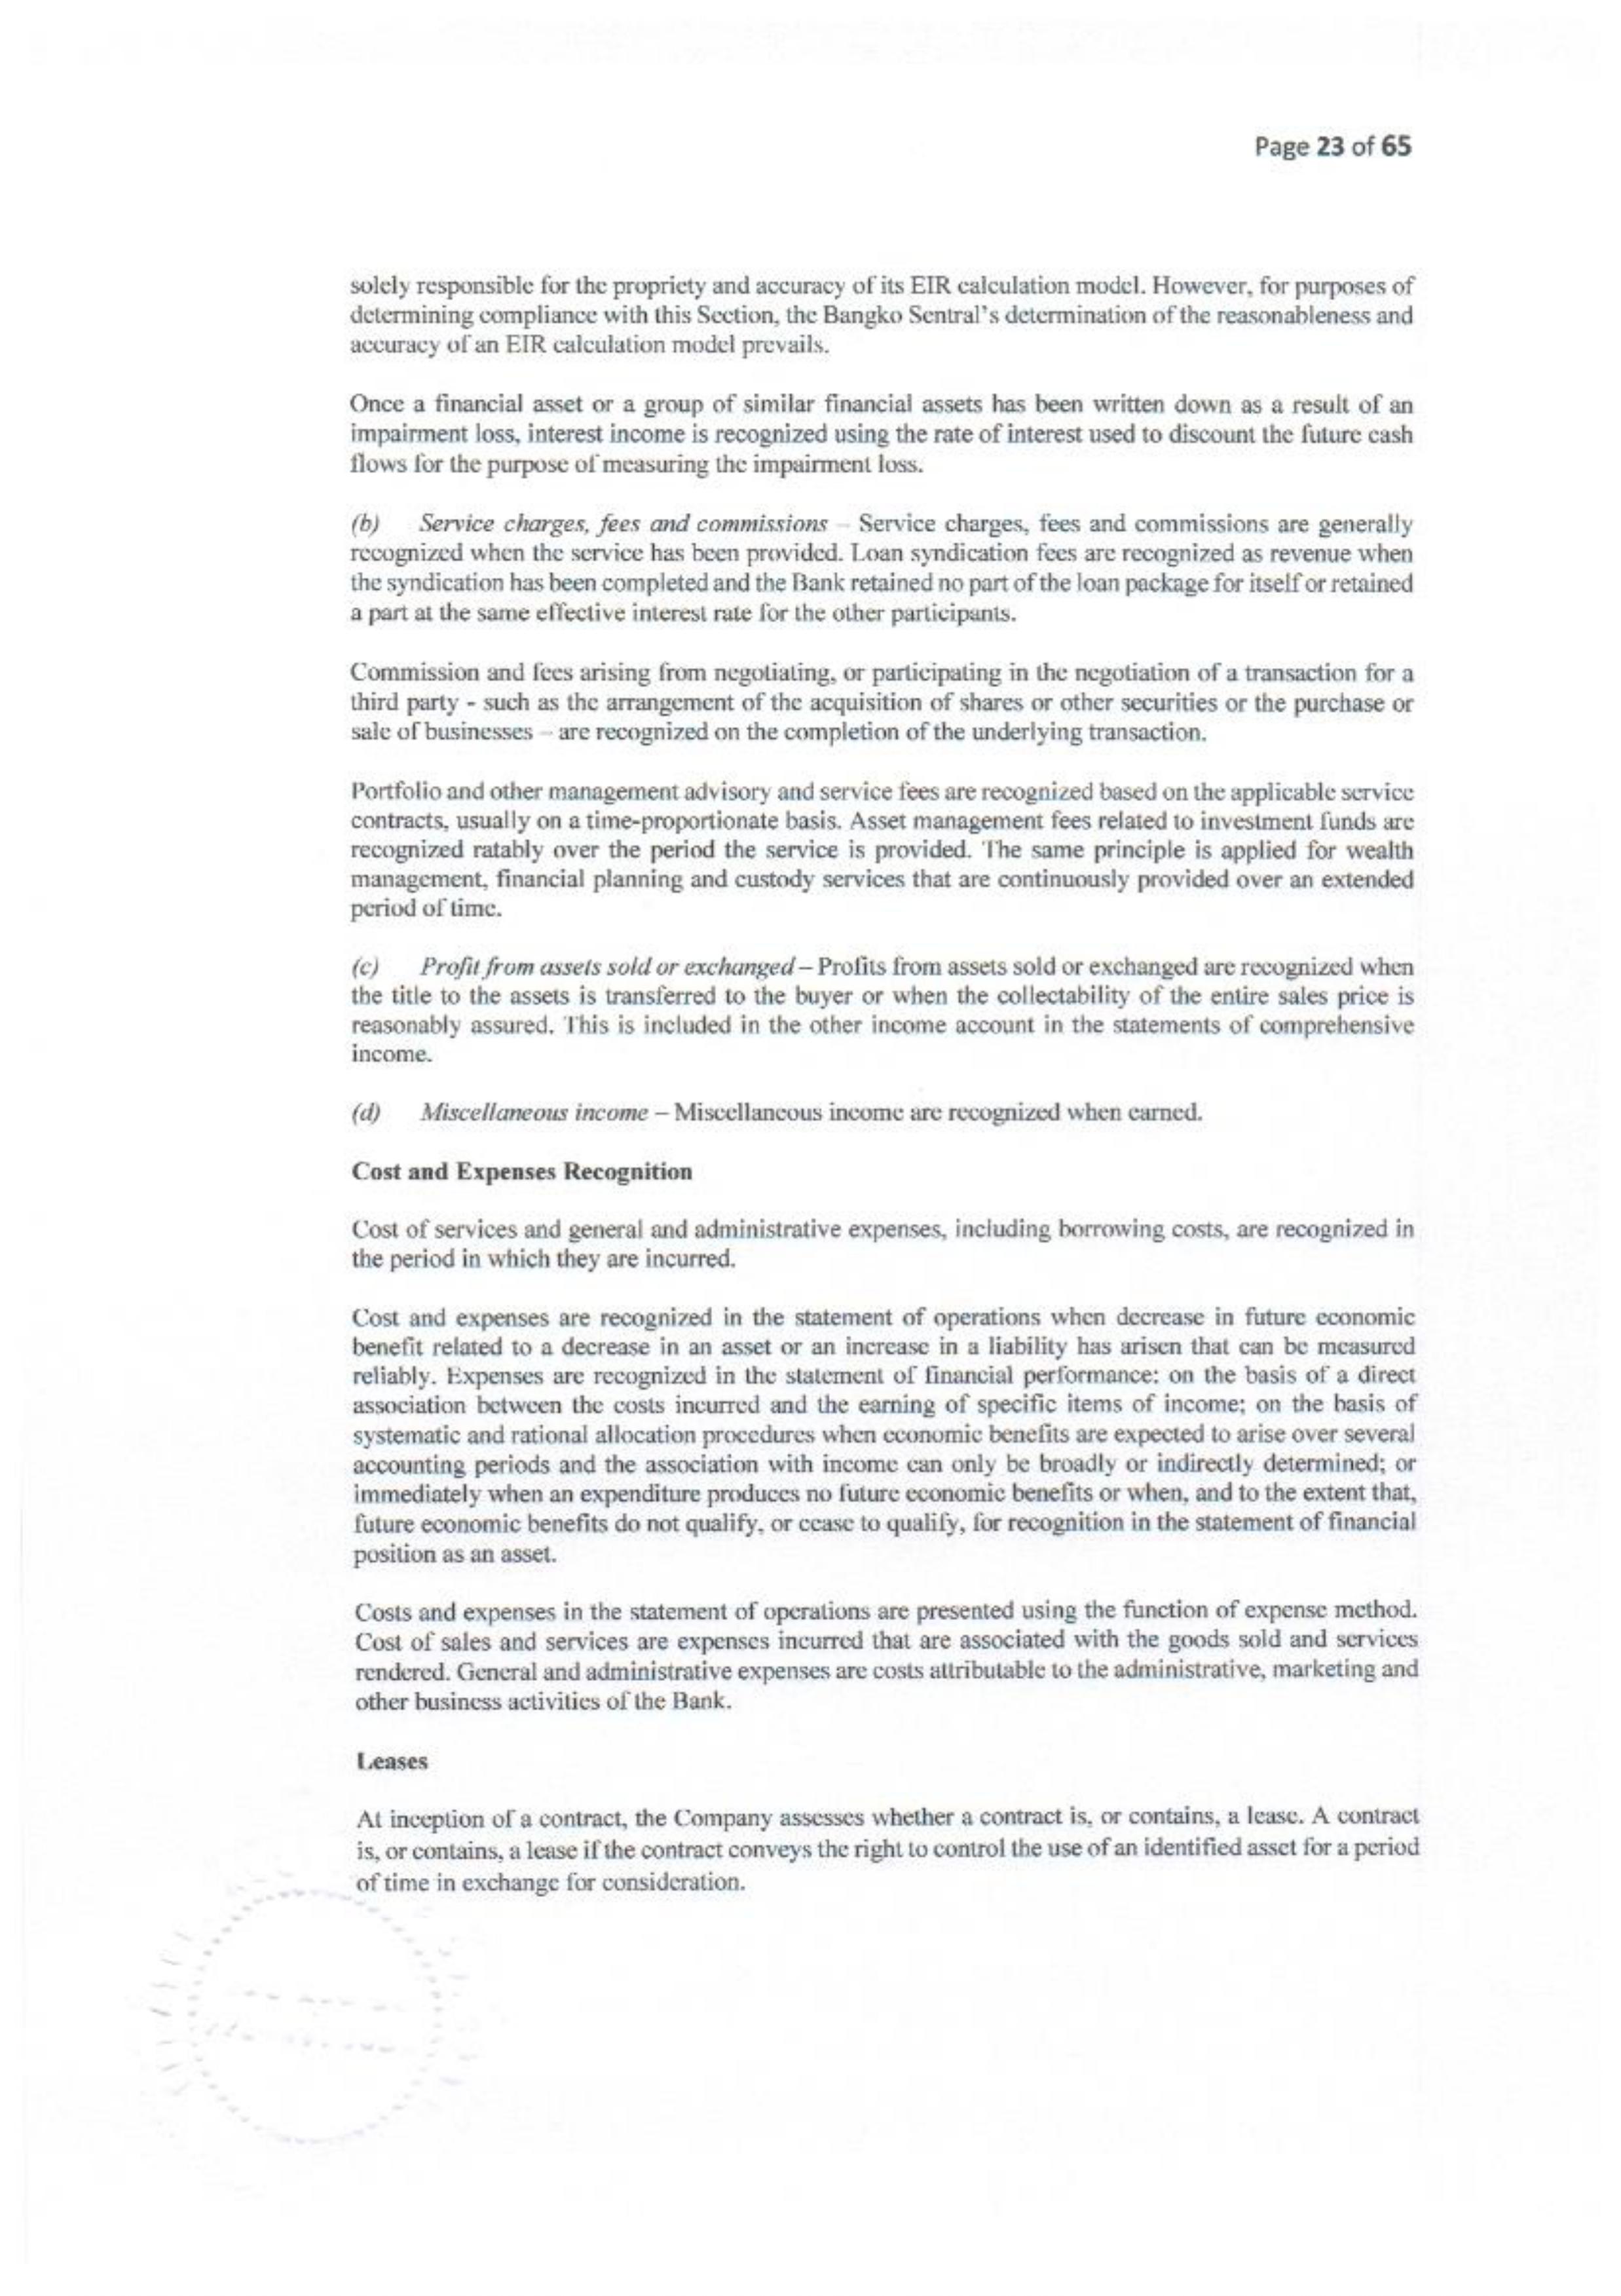 Page 23 of 65
solely responsible for the propriety and accuracy of its EIR calculation model. However, for purposes of
determining compliance with this Section, the Bangko Sentral's determination of the reasonableness and
accuracy of an EIR calculation model prevails.
Once a financial asset or a group of similar financial assets has been written down as a result of an
impairment loss, interest income is recognized using the rate of interest used to discount the future cash
flows for the purpose of measuring the impairment loss.
(b) Service charges, fees and commissions – Service charges, fees and commissions are generally
recognized when the service has been provided. Loan syndication fees are recognized as revenue when
the syndication has been completed and the Bank retained no part of the loan package for itself or retained
a part at the same effective interest rate for the other participants.
Commission and fees arising from negotiating, or participating in the negotiation of a transaction for a
third party - such as the arrangement of the acquisition of shares or other securities or the purchase or
sale of businesses – are recognized on the completion of the underlying transaction.
Portfolio and other management advisory and service fees are recognized based on the applicable service
contracts, usually on a time-proportionate basis. Asset management fees related to investment funds are
recognized ratably over the period the service is provided. The same principle is applied for wealth
management, financial planning and custody services that are continuously provided over an extended
period of time.
(c) Profit from assets sold or exchanged – Profits from assets sold or exchanged are recognized when
the title to the assets is transferred to the buyer or when the collectability of the entire sales price is
reasonably assured. This is included in the other income account in the statements of comprehensive
income.
(d) Miscellaneous income – Miscellaneous income are recognized when earned.
Cost and Expenses Recognition
Cost of services and general and administrative expenses, including borrowing costs, are recognized in
the period in which they are incurred.
Cost and expenses are recognized in the statement of operations when decrease in future economic
benefit related to a decrease in an asset or an increase in a liability has arisen that can be measured
reliably. Expenses are recognized in the statement of financial performance: on the basis of a direct
association between the costs incurred and the earning of specific items of income; on the basis of
systematic and rational allocation procedures when economic benefits are expected to arise over several
accounting periods and the association with income can only be broadly or indirectly determined; or
immediately when an expenditure produces no future economic benefits or when, and to the extent that,
future economic benefits do not qualify, or cease to qualify, for recognition in the statement of financial
position as an asset.
Costs and expenses in the statement of operations are presented using the function of expense method.
Cost of sales and services are expenses incurred that are associated with the goods sold and services
rendered. General and administrative expenses are costs attributable to the administrative, marketing and
other business activities of the Bank.
Leases
At inception of a contract, the Company assesses whether a contract is, or contains, a lease. A contract
is, or contains, a lease if the contract conveys the right to control the use of an identified asset for a period
of time in exchange for consideration.